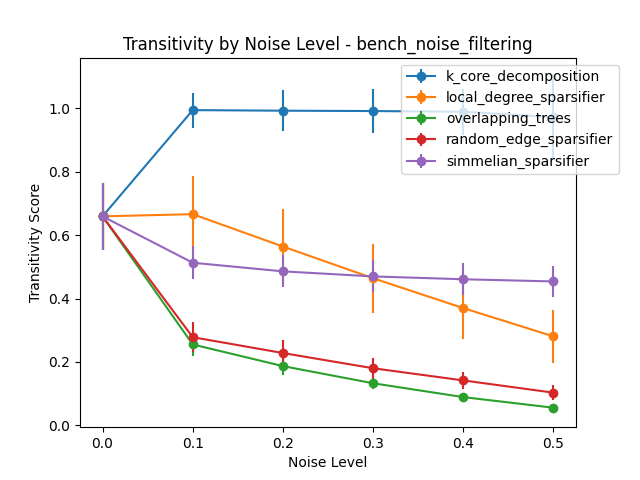 Transitivity by Noise Level - bench_noise_filtering
k_core_decomposition
local_degree_sparsifier
overlapping_trees
random_edge_sparsifier
simmelian_sparsifier
Transitivity Score
1.0
0.8
0.6
0.4
0.2
0.0
0.0 0.1 0.2 0.3 0.4 0.5
Noise Level